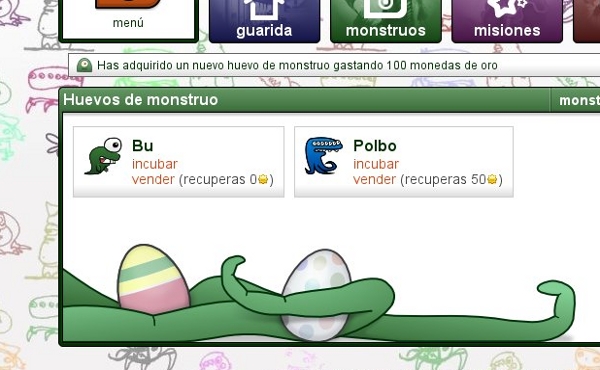 menú
guarida
monstruos
misiones
Has adquirido un nuevo huevo de monstruo gastando 100 monedas de oro
Huevos de monstruo
Bu
incubar
vender (recuperas 0)
Polbo
incubar
vender (recuperas 50)